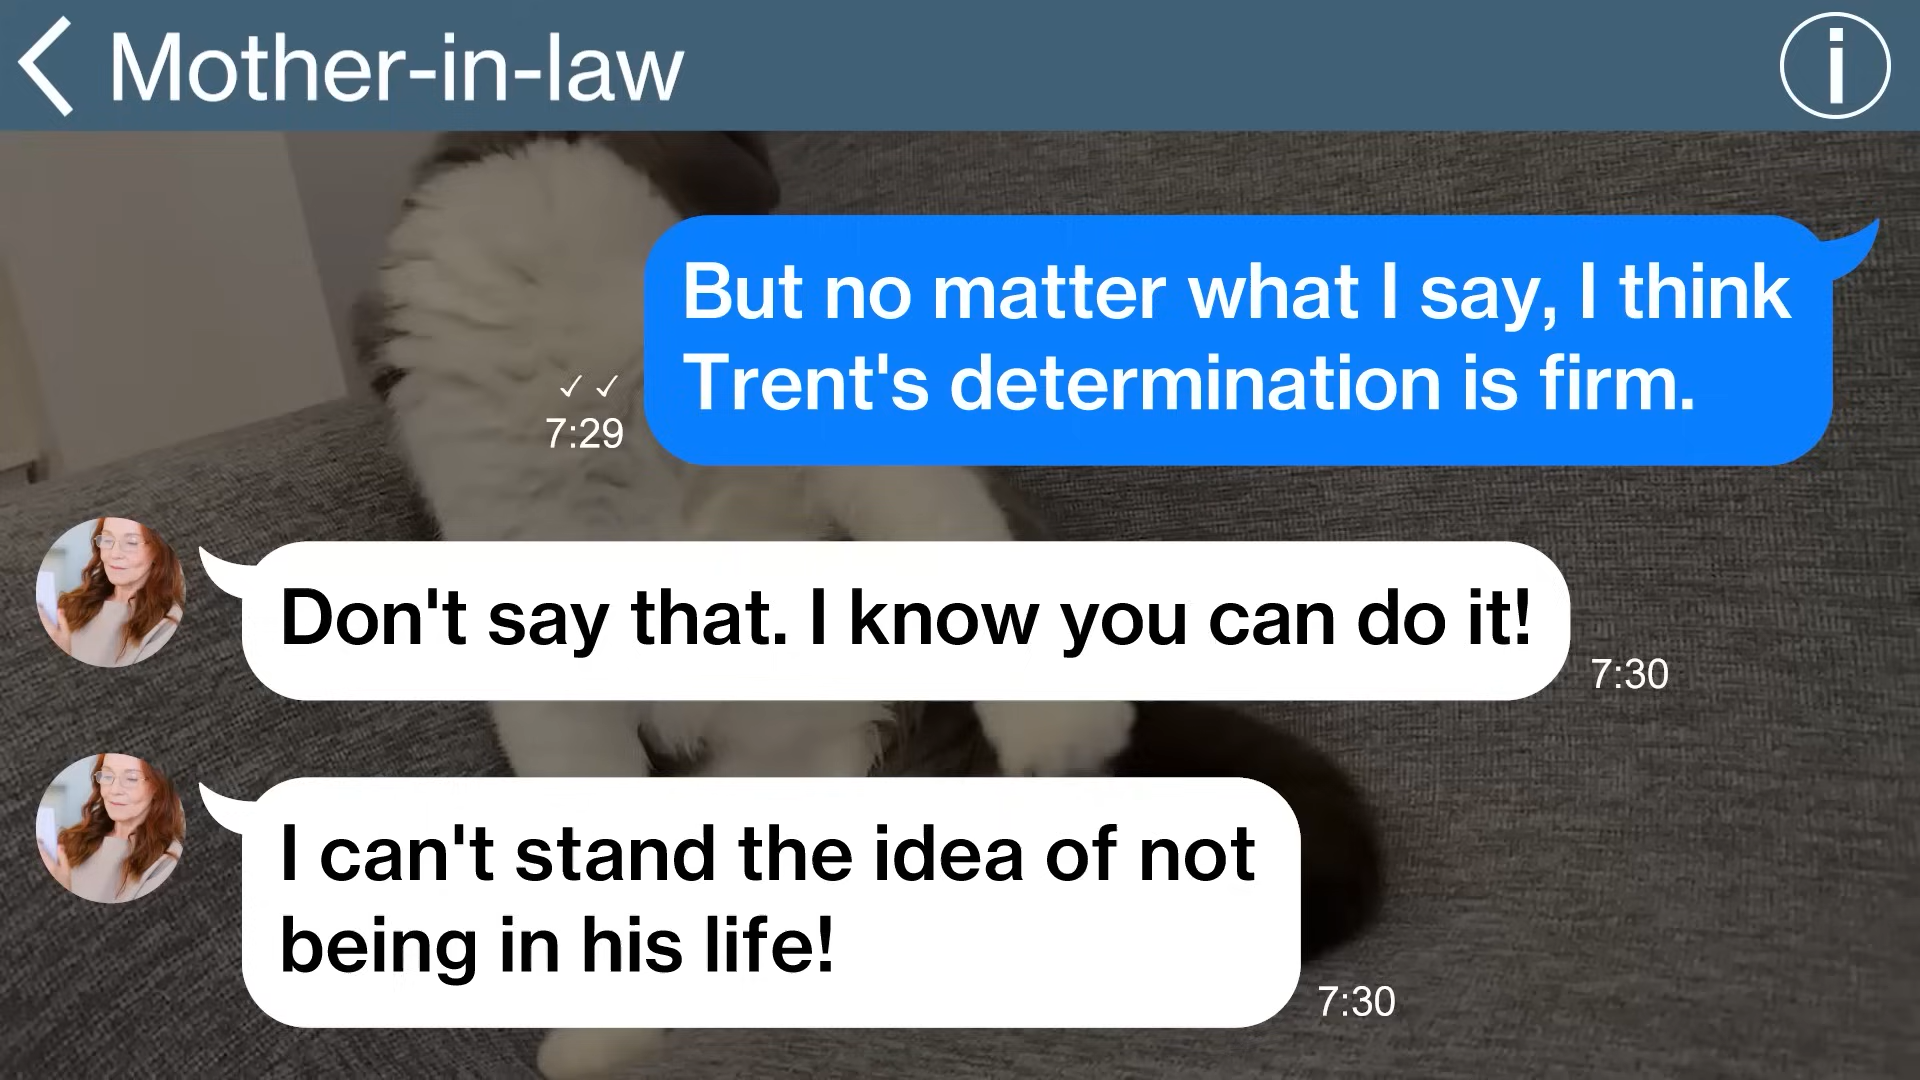 Mother-in-law
But no matter what I say, I think
Trent's determination is firm.
✓✓
7:29
Don't say that. I know you can do it!
7:30
I can't stand the idea of not
being in his life!
7:30